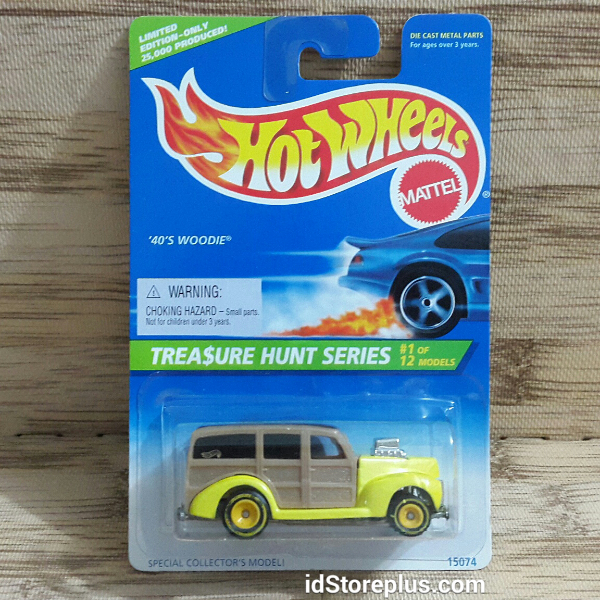 LIMITED
EDITION-ONLY
25,000 PRODUCED!
DIE CAST METAL PARTS
For ages over 3 years.
HOT WHEELS
MATTEL
®
'40'S WOODIE®
⚠ WARNING:
CHOKING HAZARD – Small parts.
Not for children under 3 years.
TREA$URE HUNT SERIES #1 OF
12 MODELS
SPECIAL COLLECTOR'S MODEL!
15074
idStoreplus.com